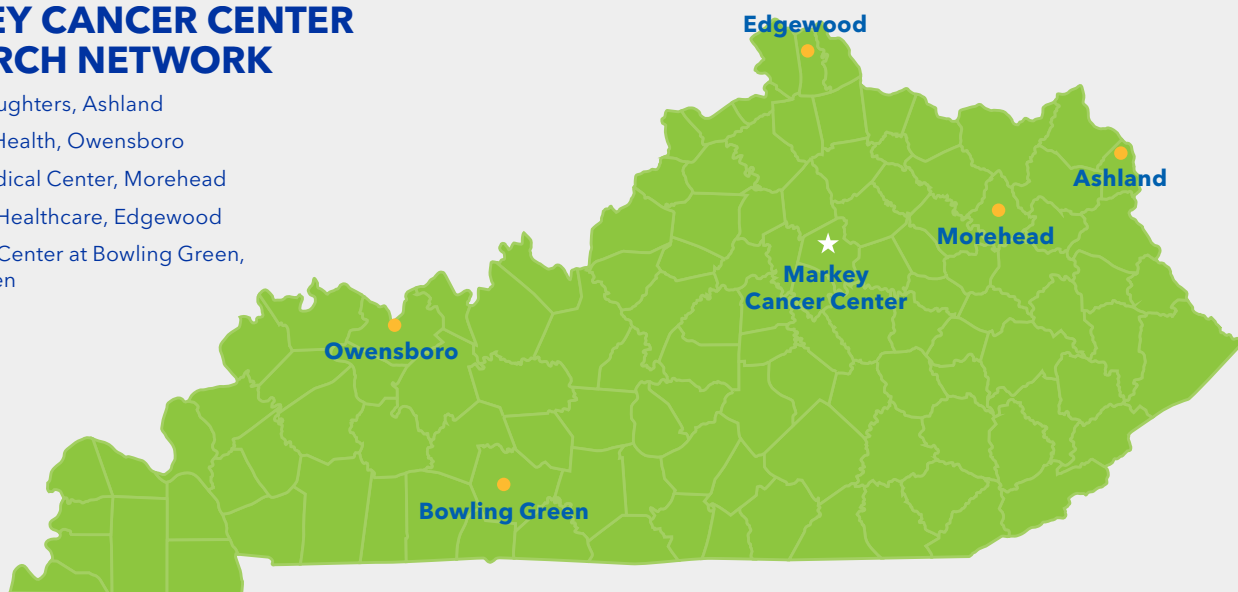 EY CANCER CENTER
RCH NETWORK
ughters, Ashland
Health, Owensboro
dical Center, Morehead
Healthcare, Edgewood
Center at Bowling Green,
en
Edgewood
Ashland
Morehead
Markey
Cancer Center
Owensboro
Bowling Green